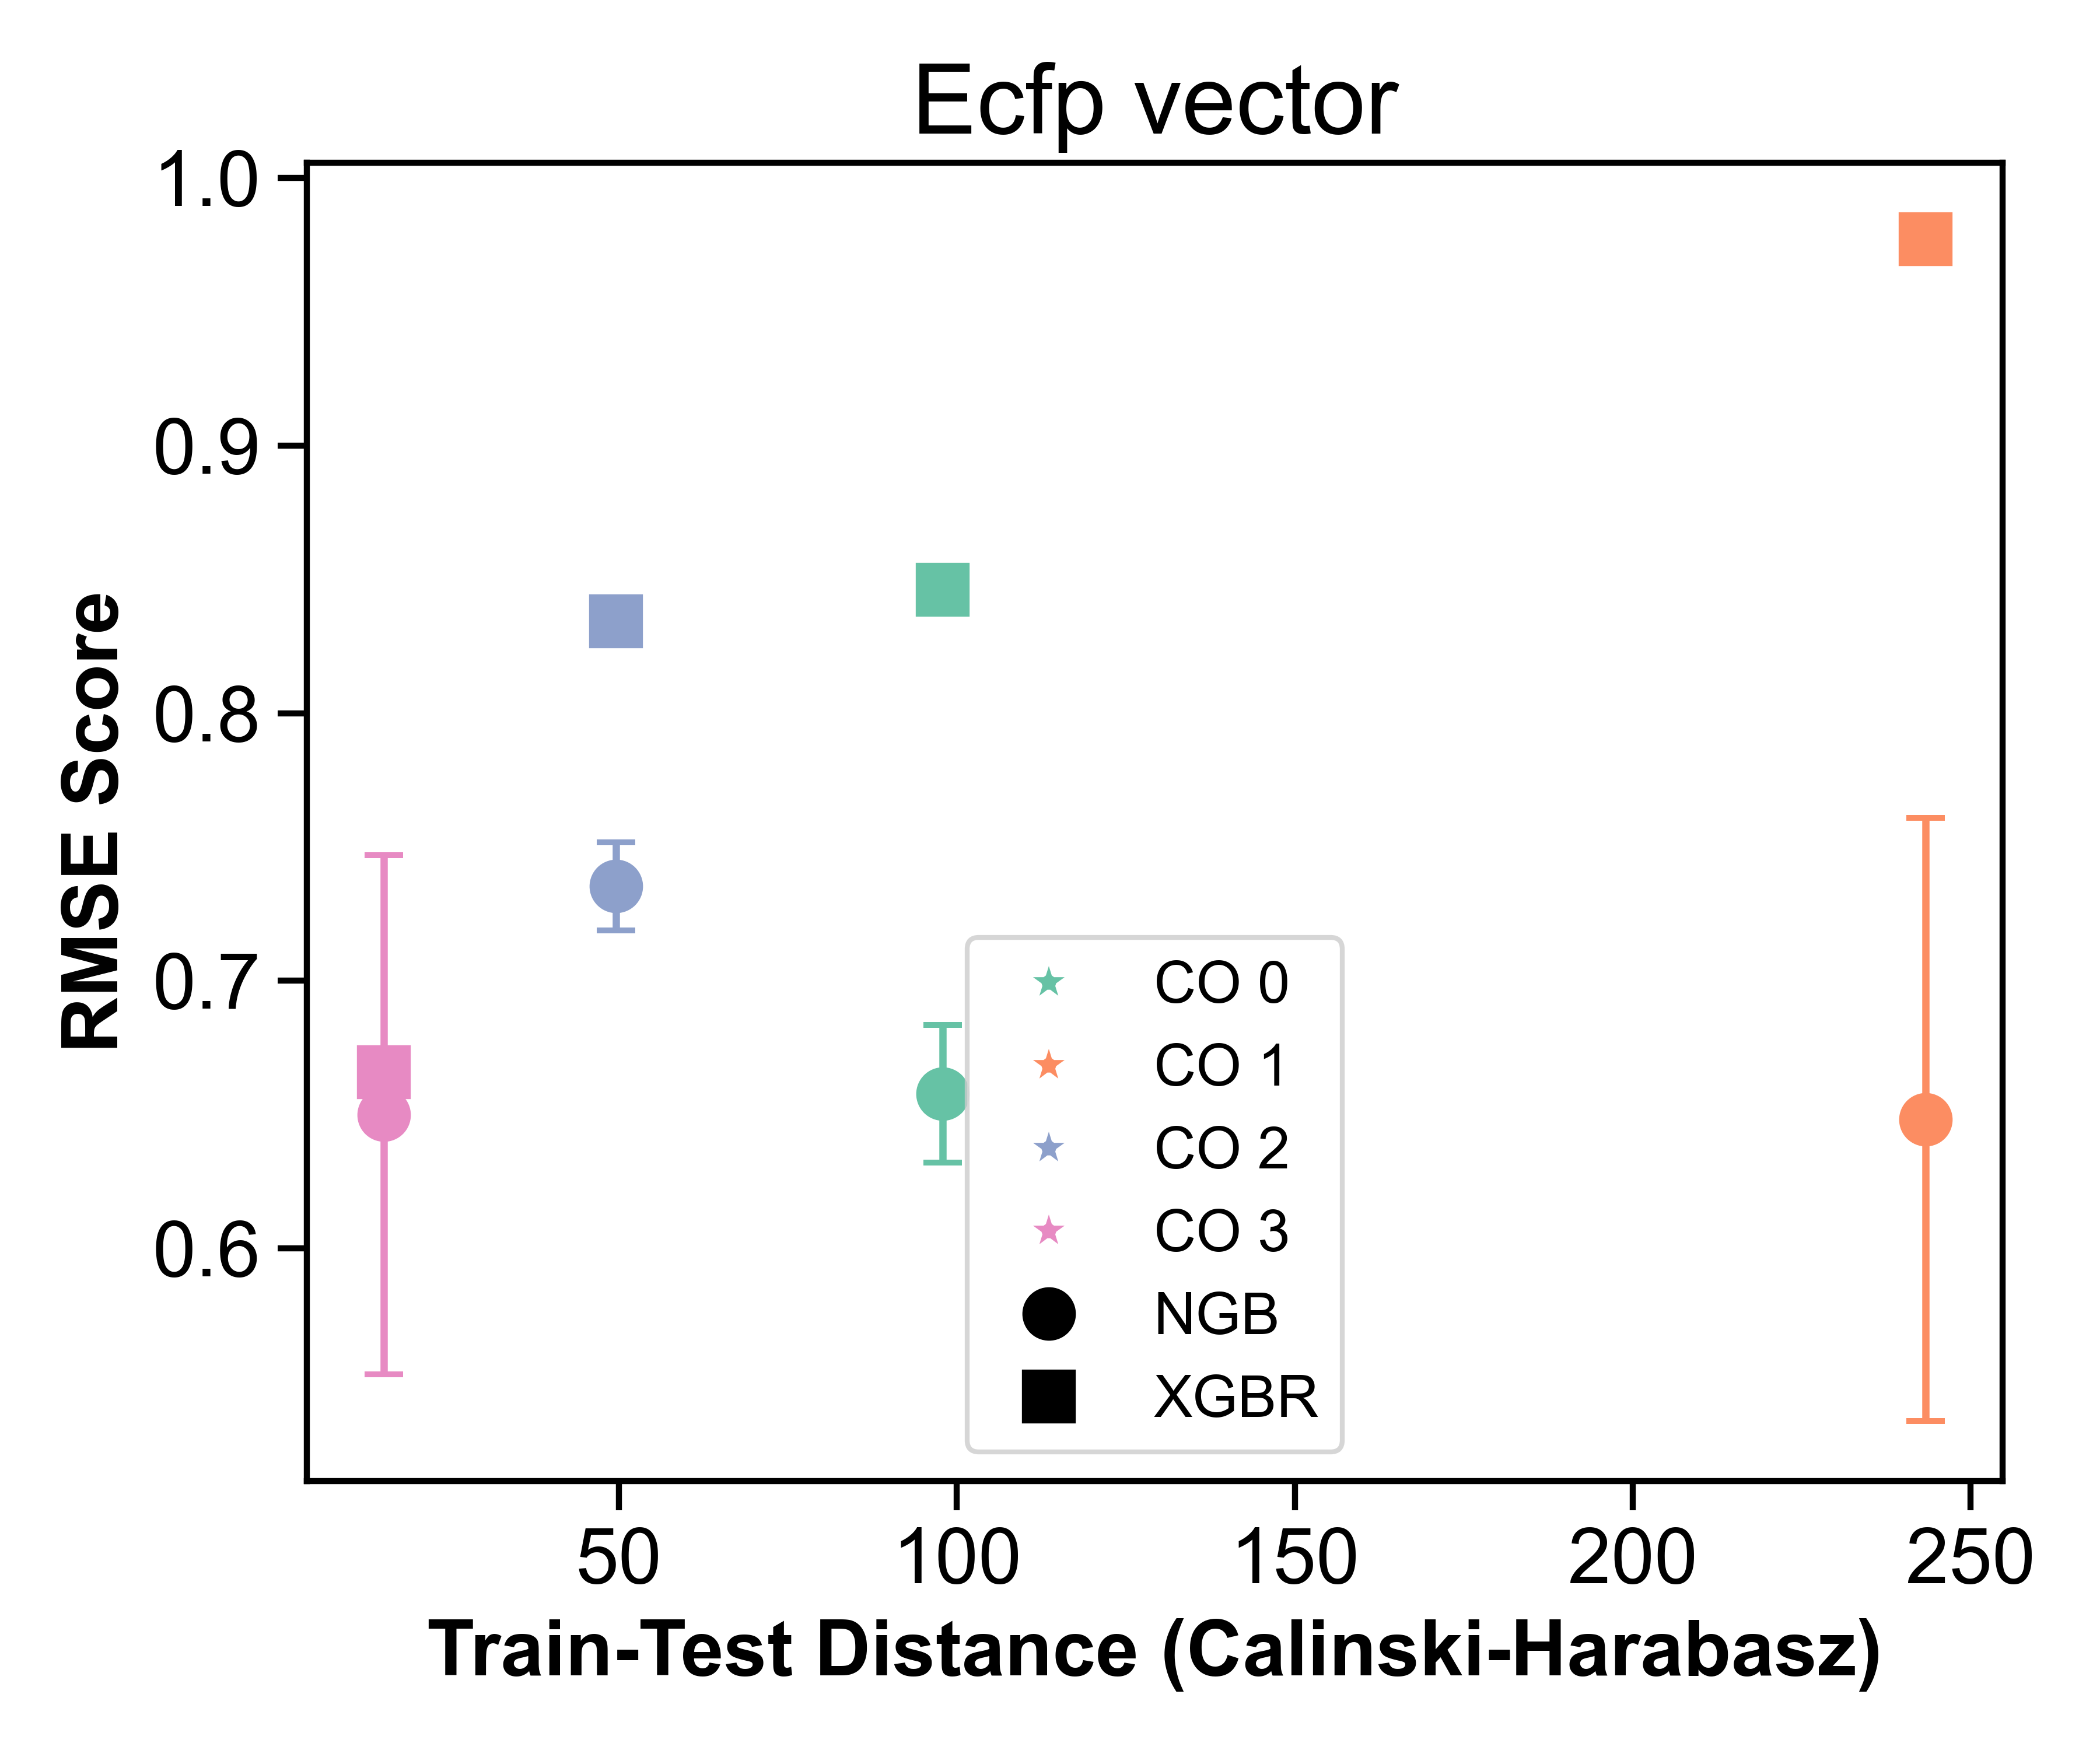 Ecfp vector
1.0
0.9
0.8
0.7
0.6
RMSE Score
CO 0
CO 1
CO 2
CO 3
NGB
XGBR
50 100 150 200 250
Train-Test Distance (Calinski-Harabasz)